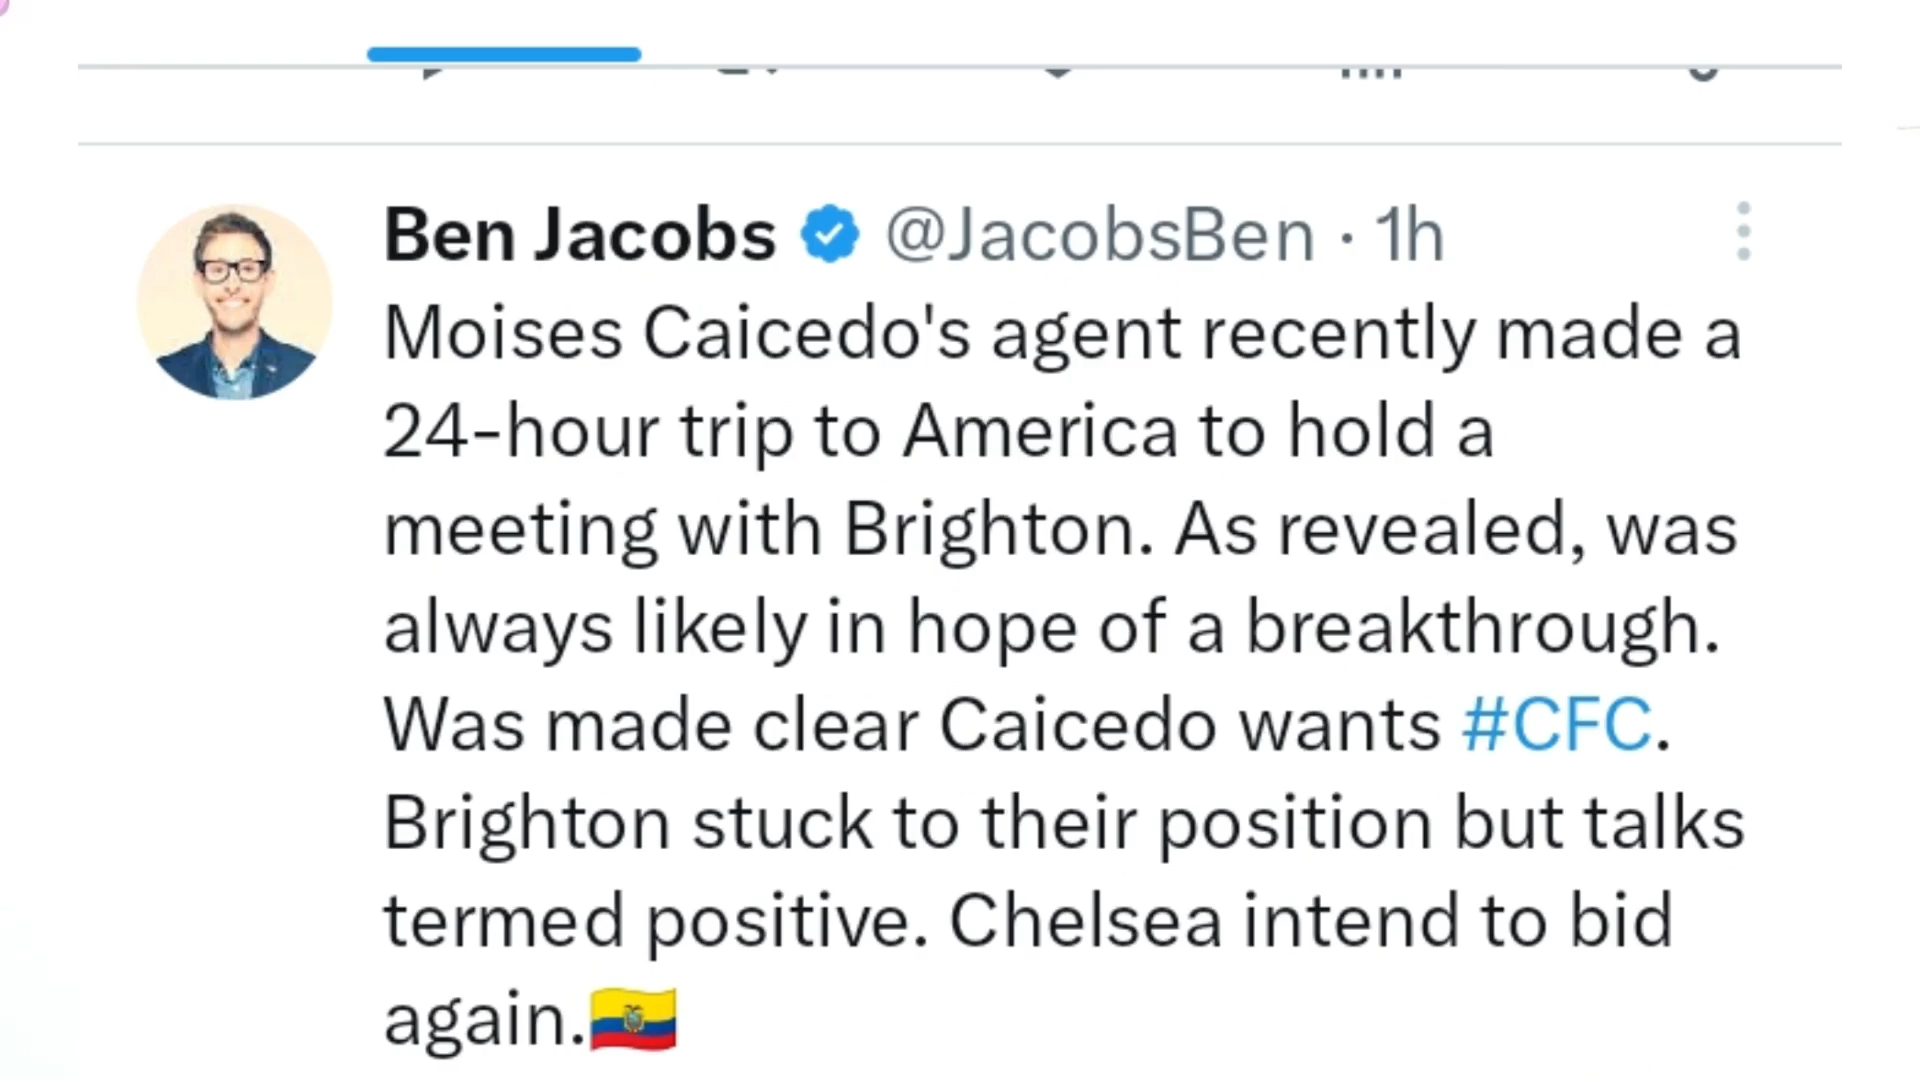 Ben Jacobs @JacobsBen · 1h
Moises Caicedo's agent recently made a
24-hour trip to America to hold a
meeting with Brighton. As revealed, was
always likely in hope of a breakthrough.
Was made clear Caicedo wants #CFC.
Brighton stuck to their position but talks
termed positive. Chelsea intend to bid
again.🇪🇨